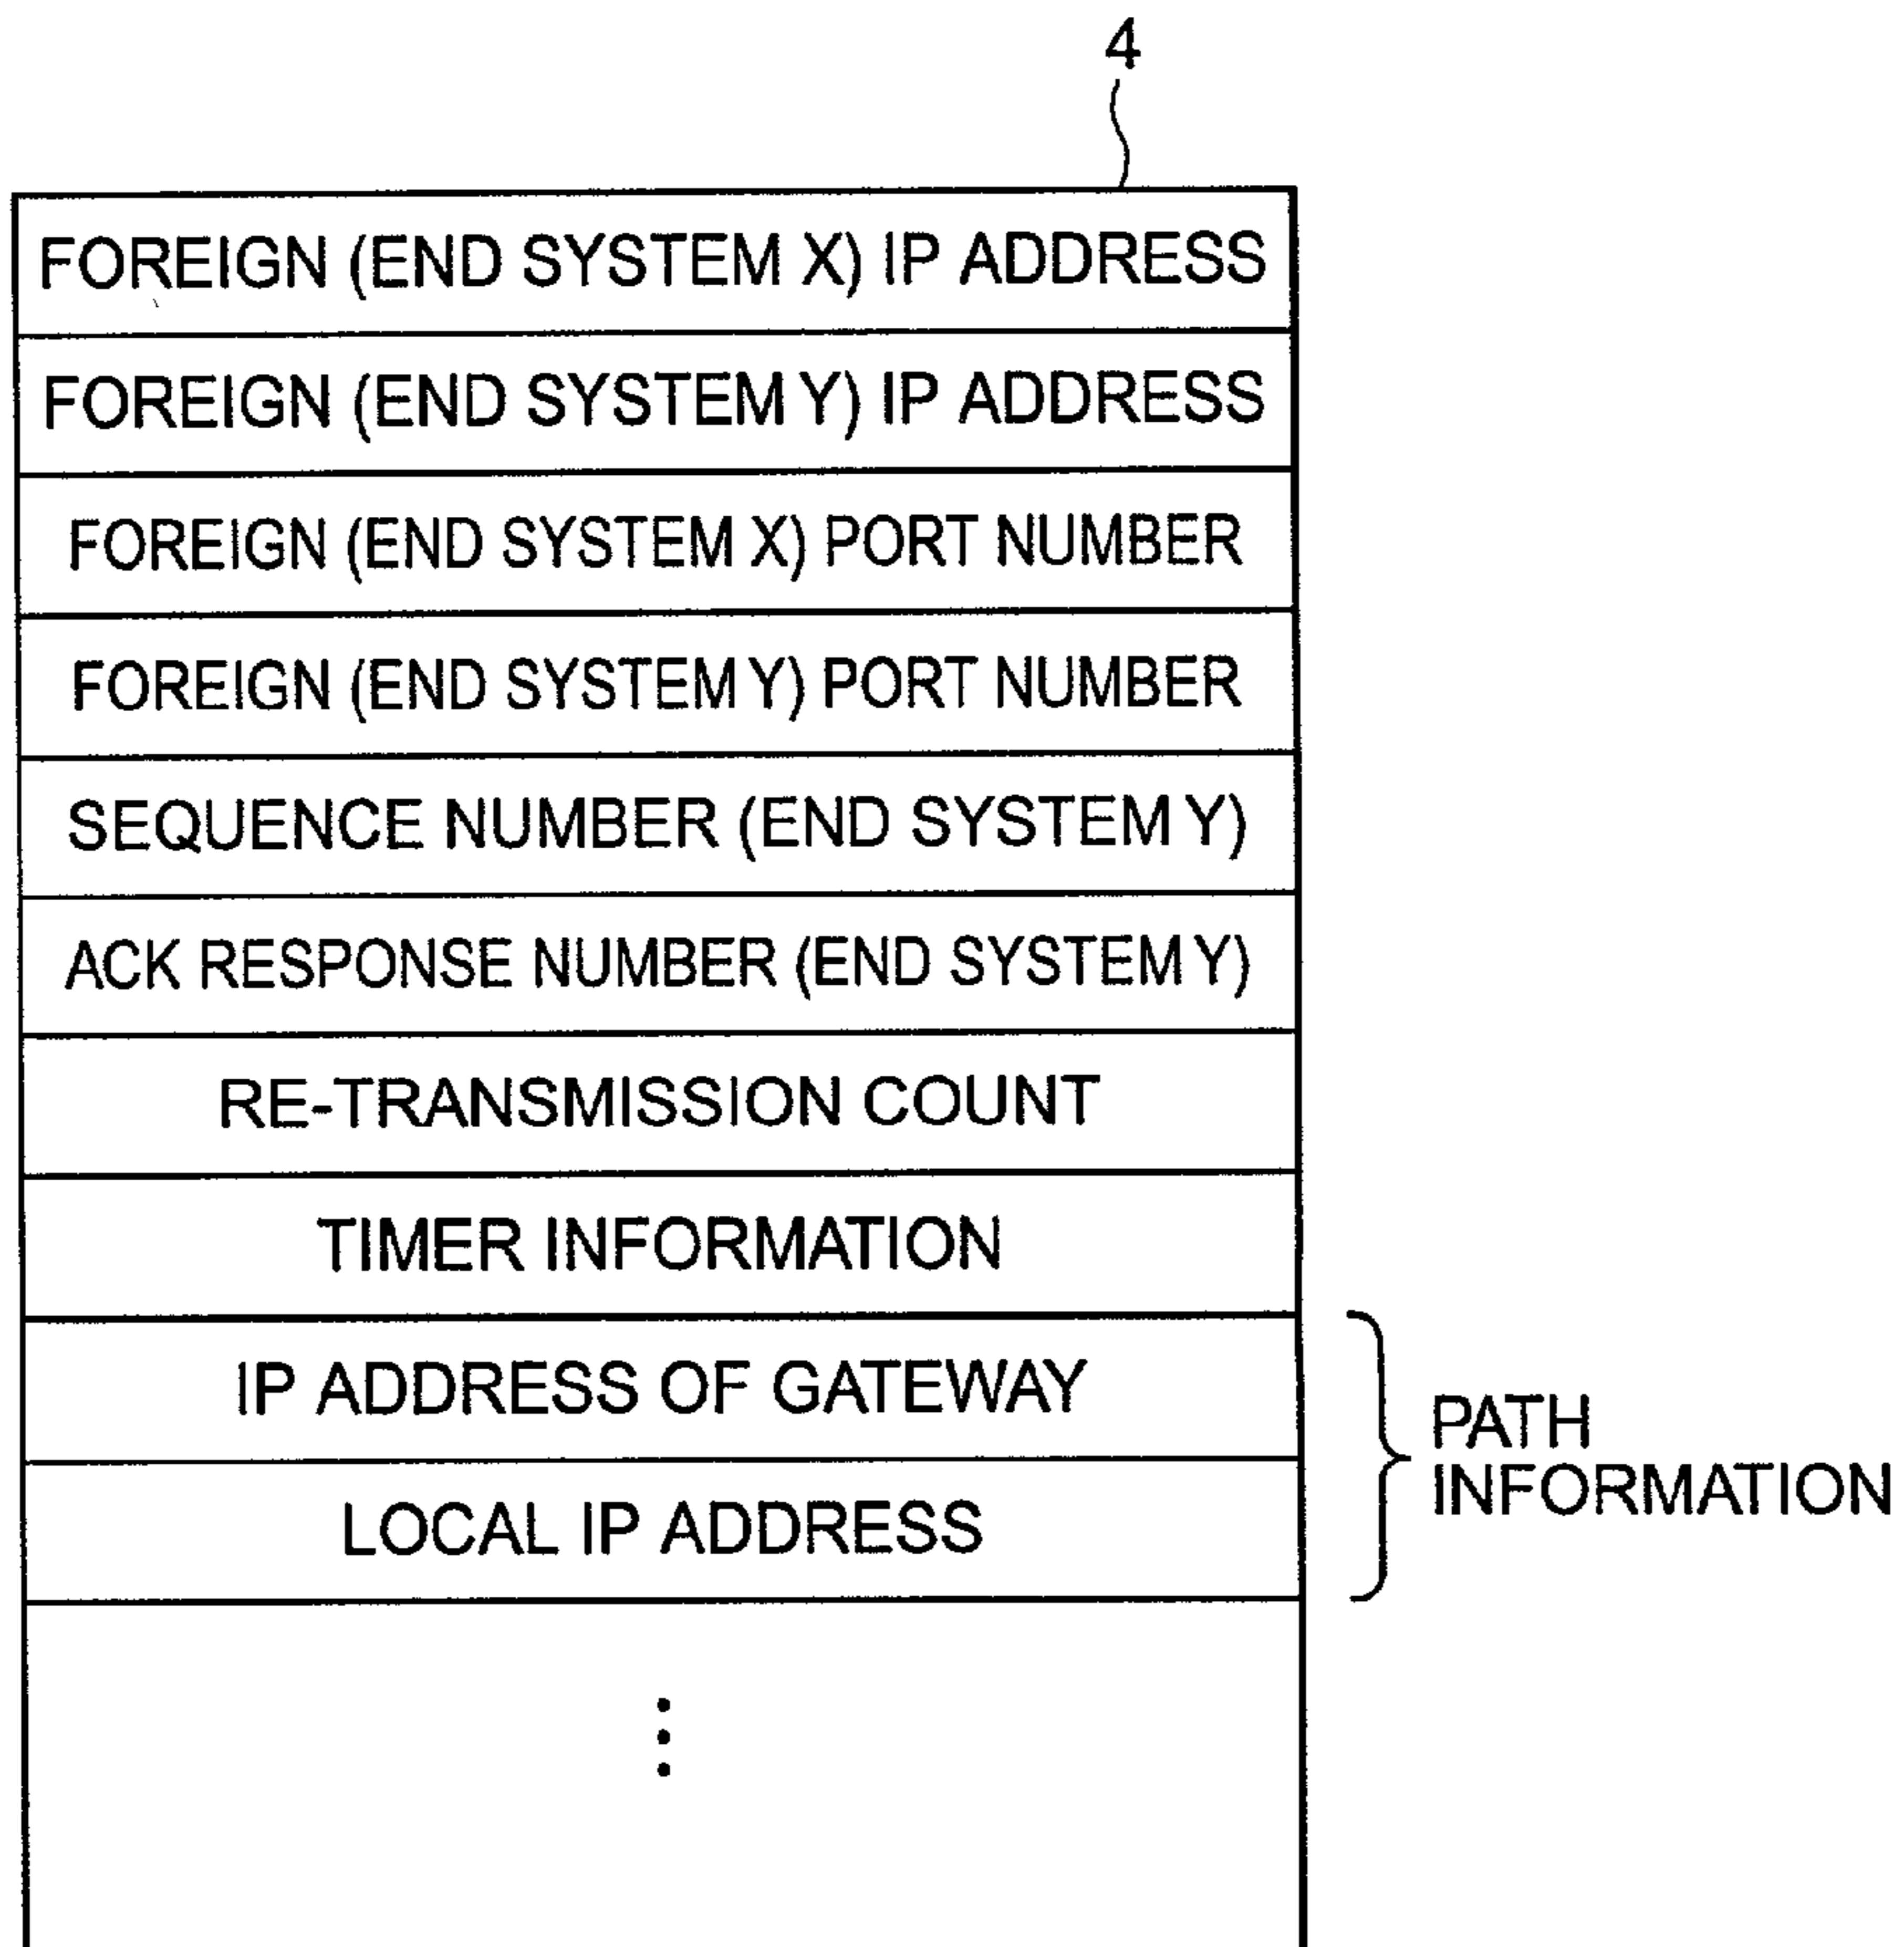 4
FOREIGN (END SYSTEM X) IP ADDRESS
FOREIGN (END SYSTEM Y) IP ADDRESS
FOREIGN (END SYSTEM X) PORT NUMBER
FOREIGN (END SYSTEM Y) PORT NUMBER
SEQUENCE NUMBER (END SYSTEM Y)
ACK RESPONSE NUMBER (END SYSTEM Y)
RE-TRANSMISSION COUNT
TIMER INFORMATION
IP ADDRESS OF GATEWAY
LOCAL IP ADDRESS
PATH
INFORMATION